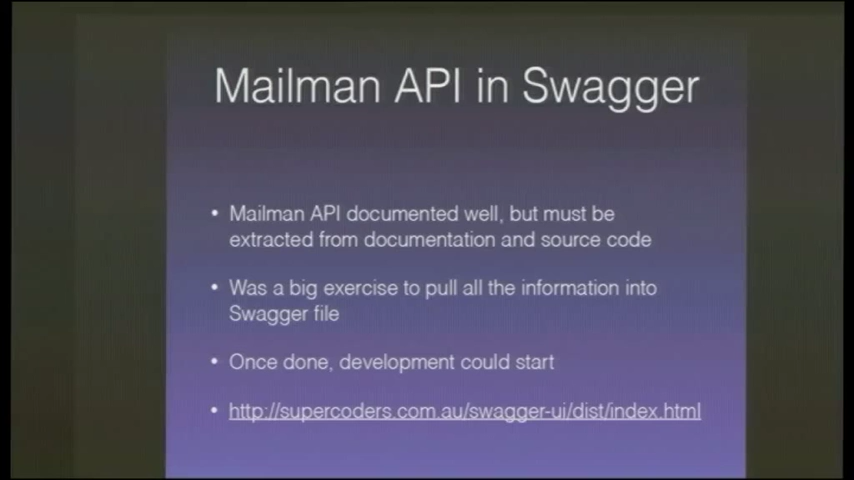 Mailman API in Swagger
• Mailman API documented well, but must be
extracted from documentation and source code
• Was a big exercise to pull all the information into
Swagger file
• Once done, development could start
• http://supercoders.com.au/swagger-ui/dist/index.html